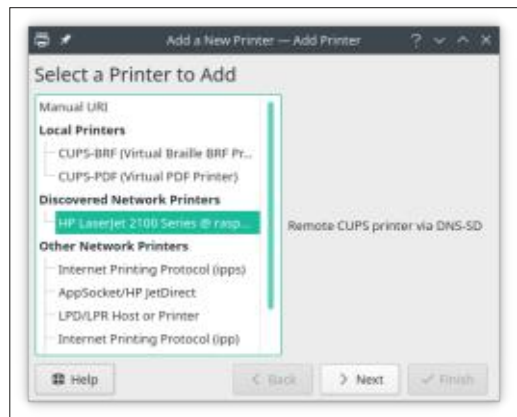 Add a New Printer — Add Printer
Select a Printer to Add
Manual URI
Local Printers
CUPS-BRF (Virtual Braille BRF Pr...
CUPS-PDF (Virtual PDF Printer)
Discovered Network Printers
HP LaserJet 2100 Series @ rasp...
Remote CUPS printer via DNS-SD
Other Network Printers
Internet Printing Protocol (ipps)
AppSocket/HP JetDirect
LPD/LPR Host or Printer
Internet Printing Protocol (ipp)
Help
Back
Next
Finish